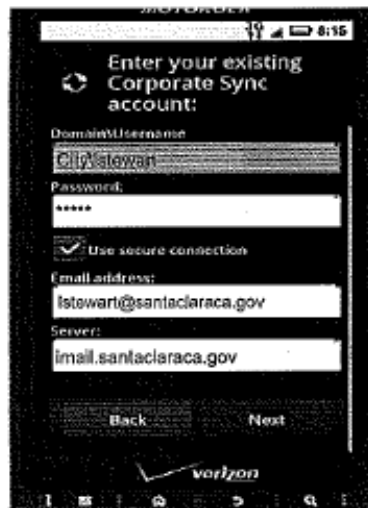 MOTOROLA
8:15
Enter your existing
Corporate Sync
account:
Domain\Username
City\stewart
Password:
*****
Use secure connection
Email address:
lstewart@santaclaraca.gov
Server:
imail.santaclaraca.gov
Back Next
verizon